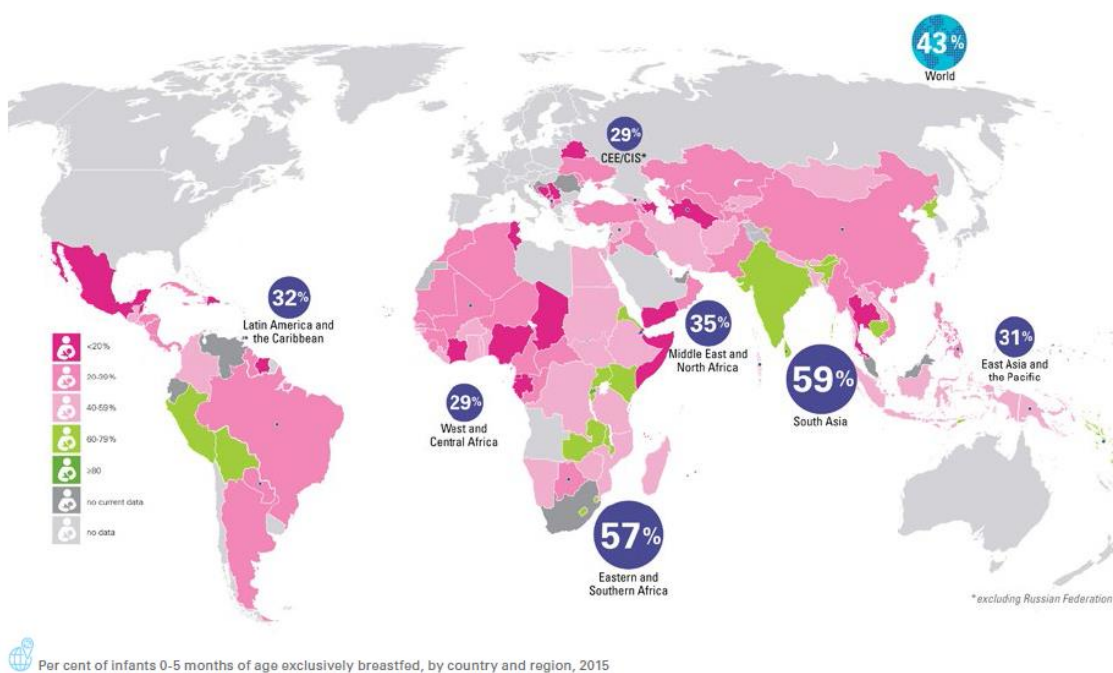 43%
World
29%
CEE/CIS*
32%
Latin America and
the Caribbean
35%
Middle East and
North Africa
31%
East Asia and
the Pacific
59%
South Asia
29%
West and
Central Africa
57%
Eastern and
Southern Africa
<20%
20-39%
40-59%
60-79%
≥80
no current data
no data
*excluding Russian Federation
Per cent of infants 0-5 months of age exclusively breastfed, by country and region, 2015